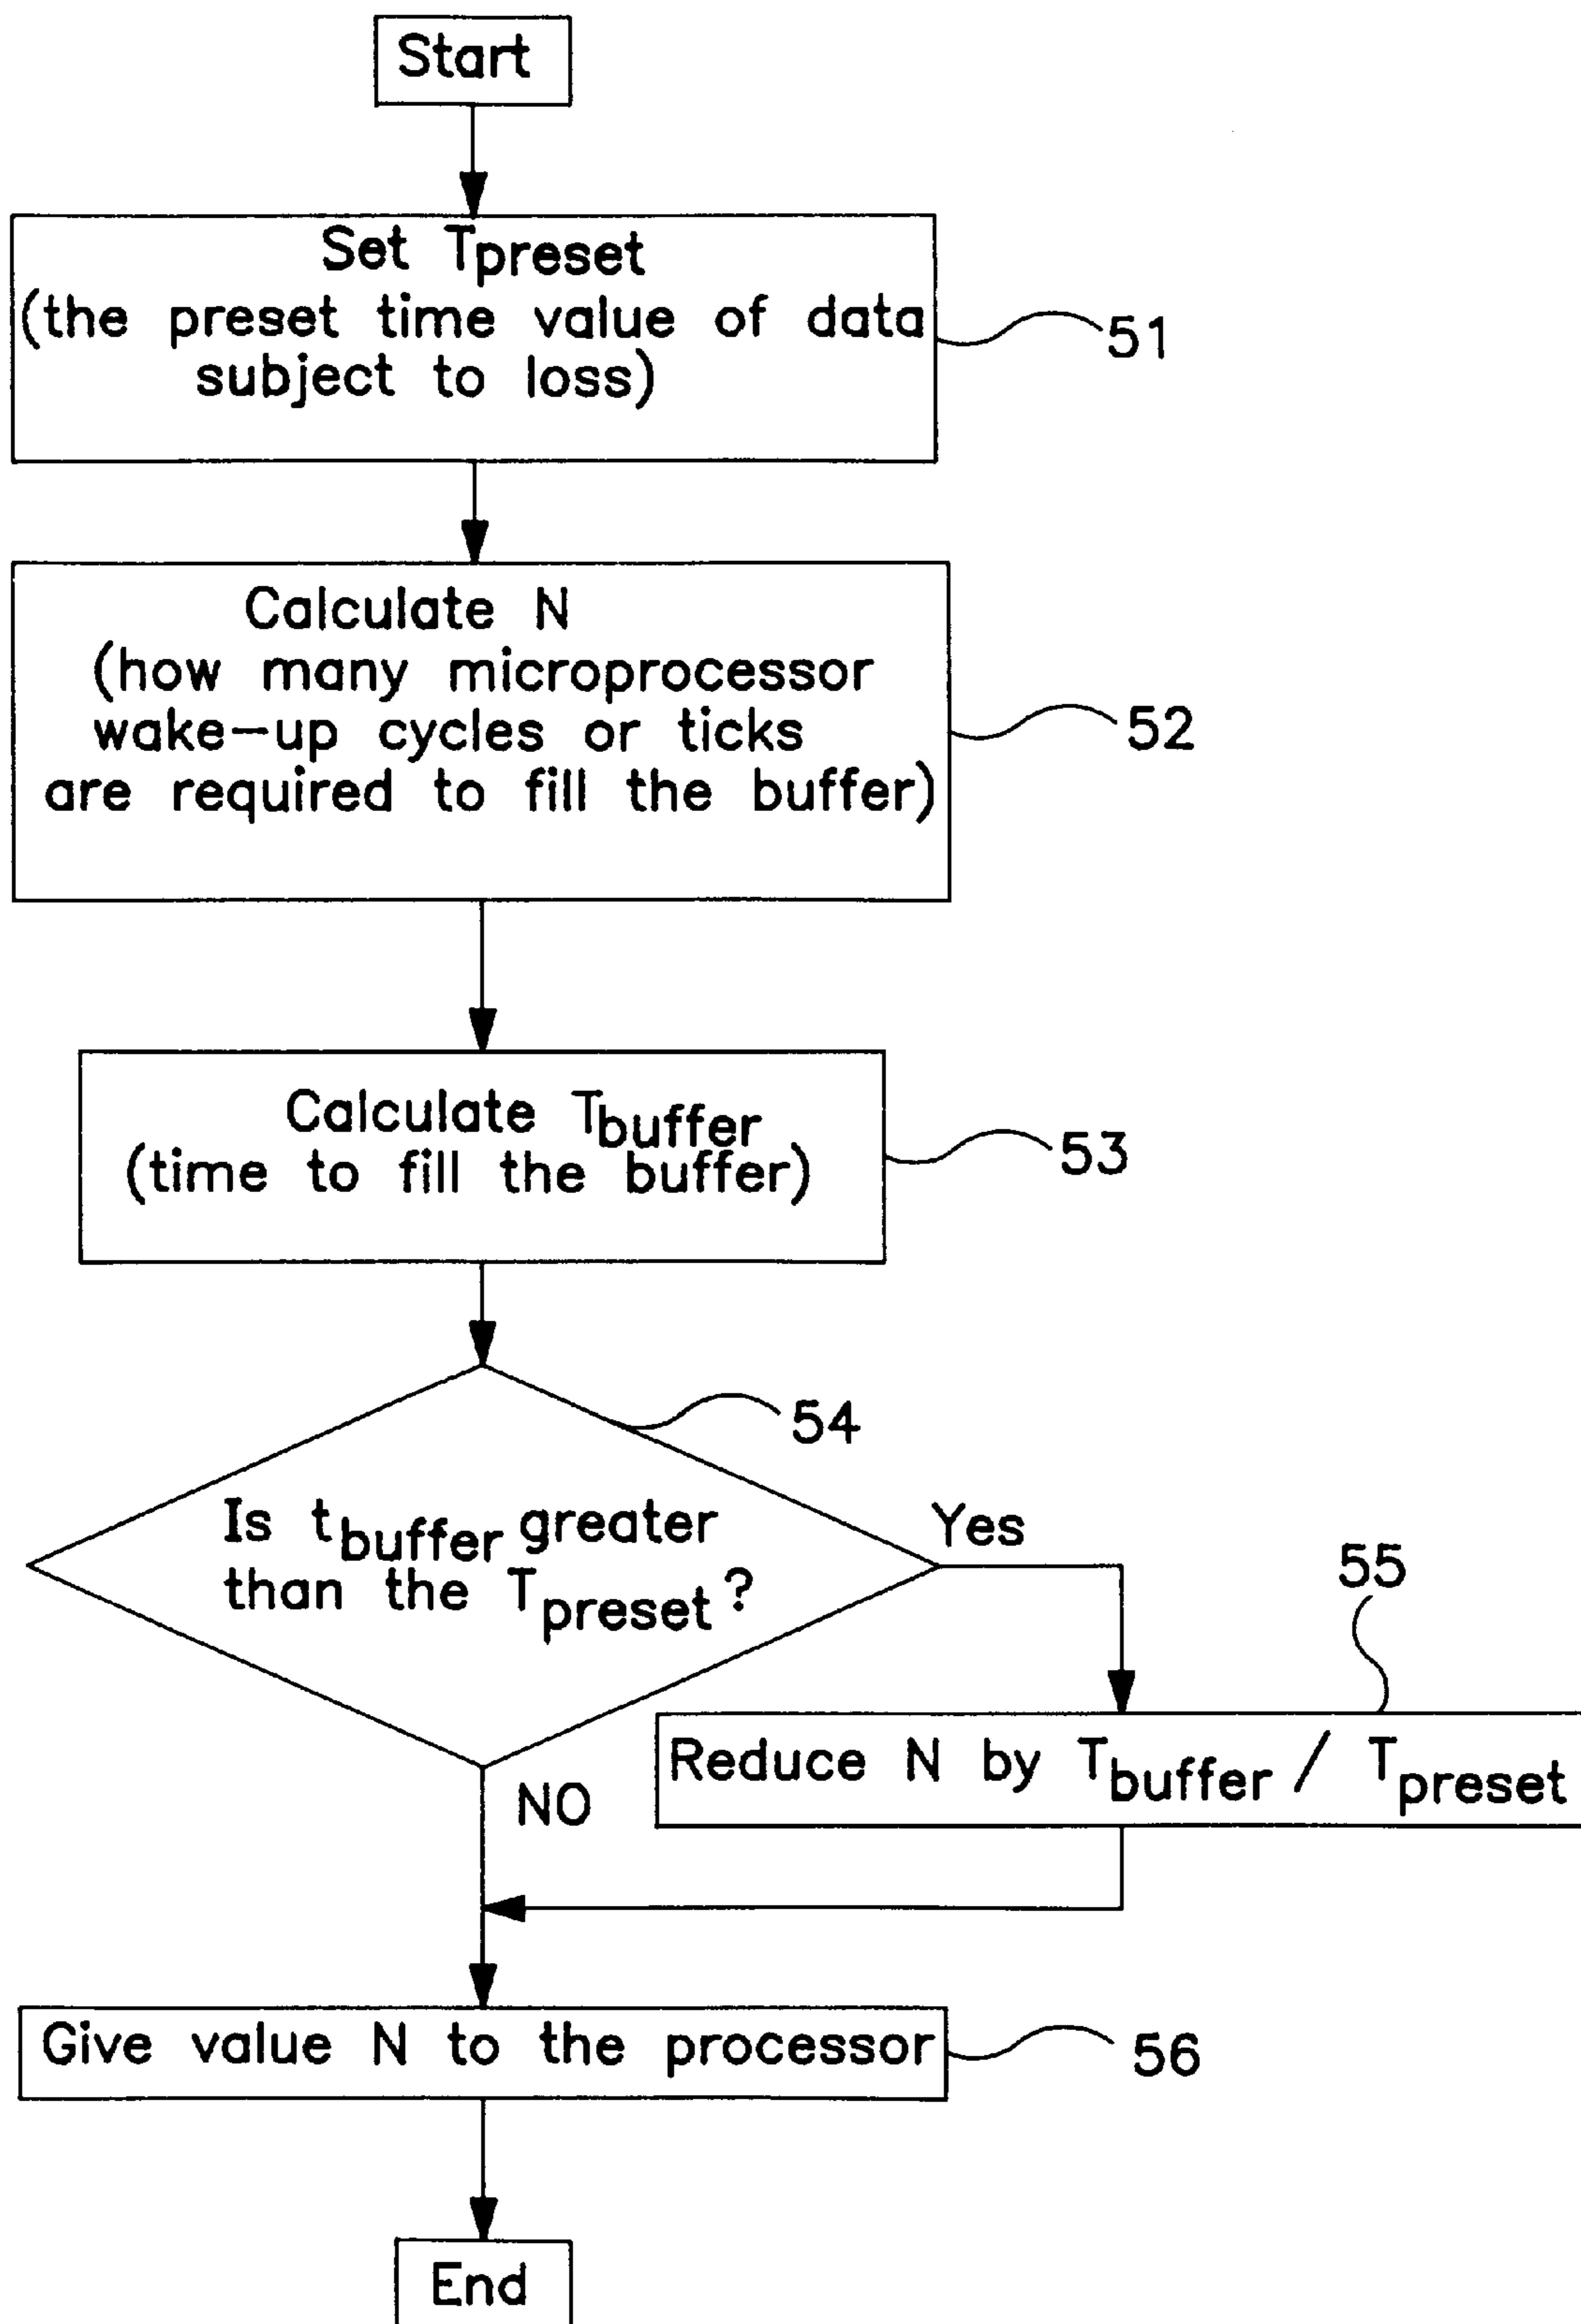 Start
Set Tpreset
(the preset time value of data
subject to loss)
51
Calculate N
(how many microprocessor
wake-up cycles or ticks
are required to fill the buffer)
52
Calculate Tbuffer
(time to fill the buffer)
53
54
Is tbuffer greater
than the Tpreset?
Yes
55
Reduce N by Tbuffer / Tpreset
NO
Give value N to the processor
56
End